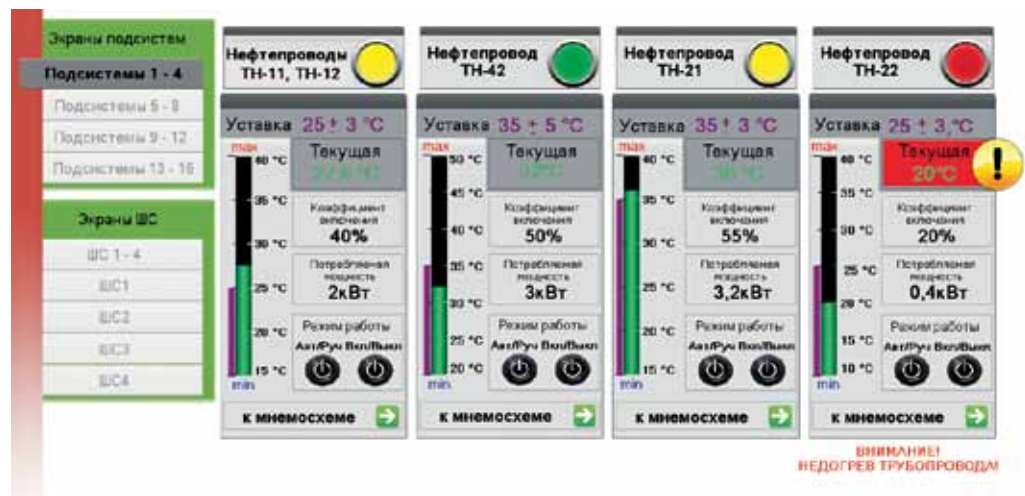 Экраны подсистем
Подсистемы 1 - 4
Подсистемы 5 - 8
Подсистемы 9 - 12
Подсистемы 13 - 16
Экраны ШС
ШС 1 - 4
ШС1
ШС2
ШС3
ШС4
Нефтепроводы
ТН-11, ТН-12
Уставка 25 ± 3 °C
max
Текущая
40 °C
35 °C
30 °C
25 °C
20 °C
15 °C
min
Коэффициент
включения
40%
Потребляемая
мощность
2кВт
Режим работы
Авт/Руч Вкл/Выкл
к мнемосхеме
Нефтепровод
ТН-42
Уставка 35 ± 5 °C
max
Текущая
32°C
50 °C
45 °C
40 °C
35 °C
30 °C
25 °C
20 °C
min
Коэффициент
включения
50%
Потребляемая
мощность
3кВт
Режим работы
Авт/Руч Вкл/Выкл
к мнемосхеме
Нефтепровод
ТН-21
Уставка 35 ± 3 °C
max
Текущая
40 °C
35 °C
30 °C
25 °C
20 °C
15 °C
min
Коэффициент
включения
55%
Потребляемая
мощность
3,2кВт
Режим работы
Авт/Руч Вкл/Выкл
к мнемосхеме
Нефтепровод
ТН-22
Уставка 25 ± 3,°C
max
Текущая
20°C
!
40 °C
35 °C
30 °C
25 °C
20 °C
15 °C
10 °C
min
Коэффициент
включения
20%
Потребляемая
мощность
0,4кВт
Режим работы
Авт/Руч Вкл/Выкл
к мнемосхеме
ВНИМАНИЕ!
НЕДОГРЕВ ТРУБОПРОВОДА!